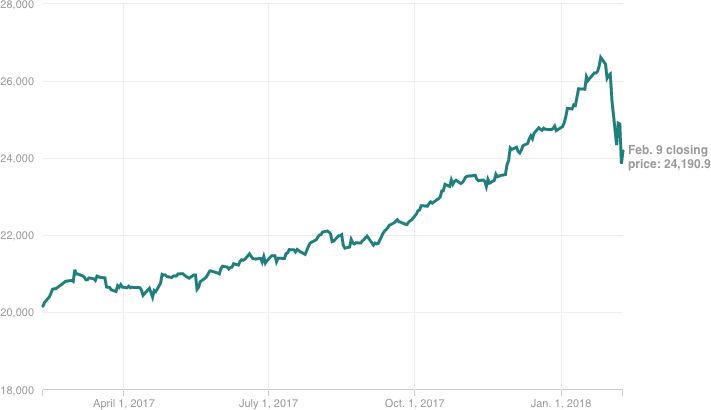 28,000
26,000
24,000
22,000
20,000
18,000
Feb. 9 closing
price: 24,190.9
April 1, 2017
July 1, 2017
Oct. 1, 2017
Jan. 1, 2018